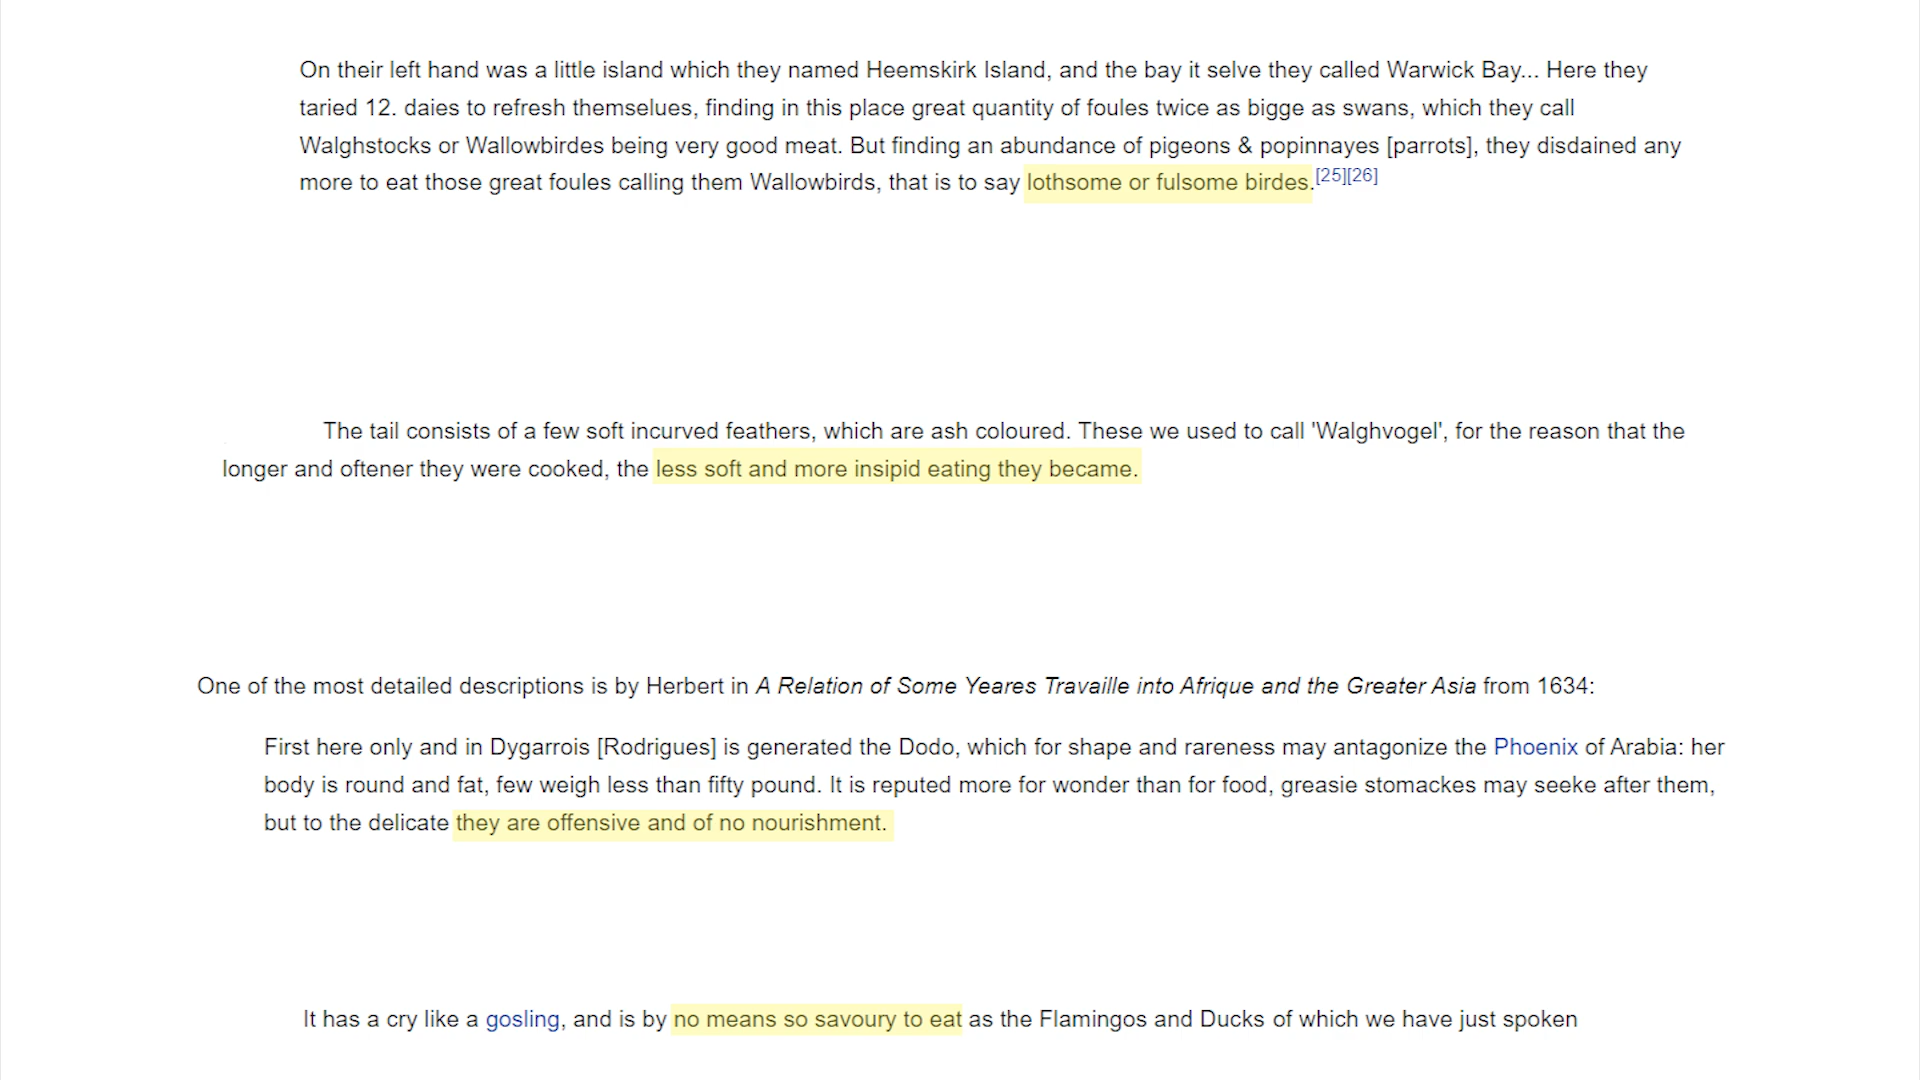 On their left hand was a little island which they named Heemskirk Island, and the bay it selve they called Warwick Bay... Here they
taried 12. daies to refresh themselues, finding in this place great quantity of foules twice as bigge as swans, which they call
Walghstocks or Wallowbirdes being very good meat. But finding an abundance of pigeons & popinnayes [parrots], they disdained any
more to eat those great foules calling them Wallowbirds, that is to say lothsome or fulsome birdes.[25][26]
The tail consists of a few soft incurved feathers, which are ash coloured. These we used to call 'Walghvogel', for the reason that the
longer and oftener they were cooked, the less soft and more insipid eating they became.
One of the most detailed descriptions is by Herbert in A Relation of Some Yeares Travaille into Afrique and the Greater Asia from 1634:
First here only and in Dygarrois [Rodrigues] is generated the Dodo, which for shape and rareness may antagonize the Phoenix of Arabia: her
body is round and fat, few weigh less than fifty pound. It is reputed more for wonder than for food, greasie stomackes may seeke after them,
but to the delicate they are offensive and of no nourishment.
It has a cry like a gosling, and is by no means so savoury to eat as the Flamingos and Ducks of which we have just spoken